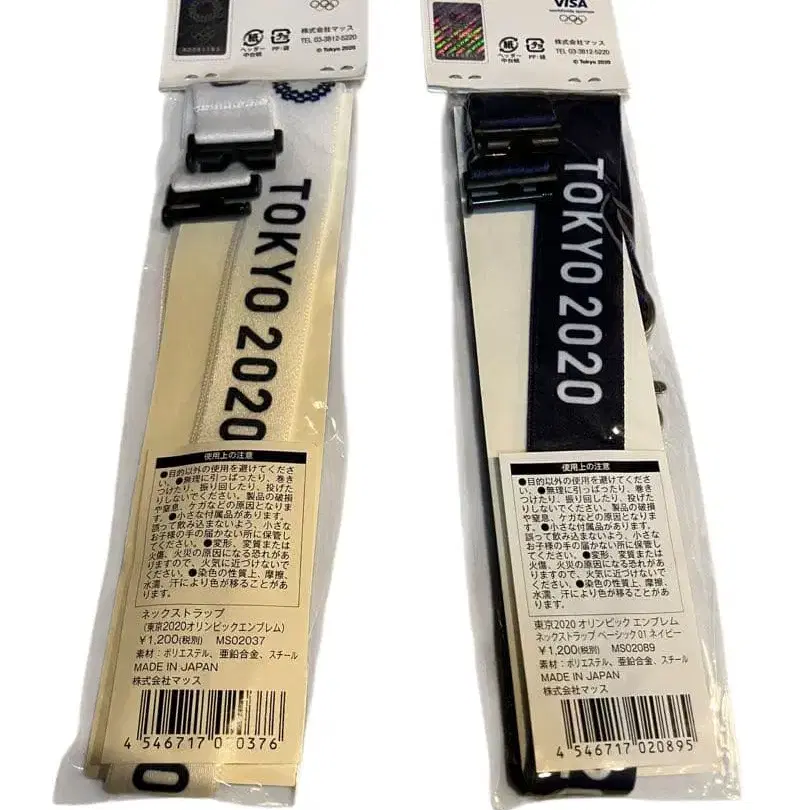 株式会社マッス
TEL 03-3812-5220
紙
ヘッダー
中台紙
PP:袋
© Tokyo 2020
TOKYO 2020
使用上の注意
●目的以外の使用を避けてくださ
い。●無理に引っぱったり、巻き
つけたり、振り回したり、投げた
りしないでください。製品の破損
や窒息、ケガなどの原因となりま
す。●小さな付属品があります。
誤って飲み込まないよう、小さな
お子様の手の届かない所に保管し
てください。●変形、変質または
火傷、火災の原因になる恐れがあ
りますので、火気に近づけないで
ください。●染色の性質上、摩擦、
水濡、汗により色が移ることがあ
ります。
ネックストラップ
(東京2020オリンピックエンブレム)
¥1,200(税別) MS02037
素材:ポリエステル、亜鉛合金、スチール
MADE IN JAPAN
株式会社マッス
4 546717 020376
VISA
worldwide sponsor
株式会社マッス
TEL 03-3812-5220
紙
ヘッダー
中台紙
PP:袋
© Tokyo 2020
TOKYO 2020
使用上の注意
●目的以外の使用を避けてくださ
い。●無理に引っぱったり、巻き
つけたり、振り回したり、投げた
りしないでください。製品の破損
や窒息、ケガなどの原因となりま
す。●小さな付属品があります。
誤って飲み込まないよう、小さな
お子様の手の届かない所に保管し
てください。●変形、変質または
火傷、火災の原因になる恐れがあ
りますので、火気に近づけないで
ください。●染色の性質上、摩擦、
水濡、汗により色が移ることがあ
ります。
東京2020 オリンピック エンブレム
ネックストラップ ベーシック 01 ネイビー
¥1,200(税別) MS02089
素材:ポリエステル、亜鉛合金、スチール
MADE IN JAPAN
株式会社マッス
4 546717 020895